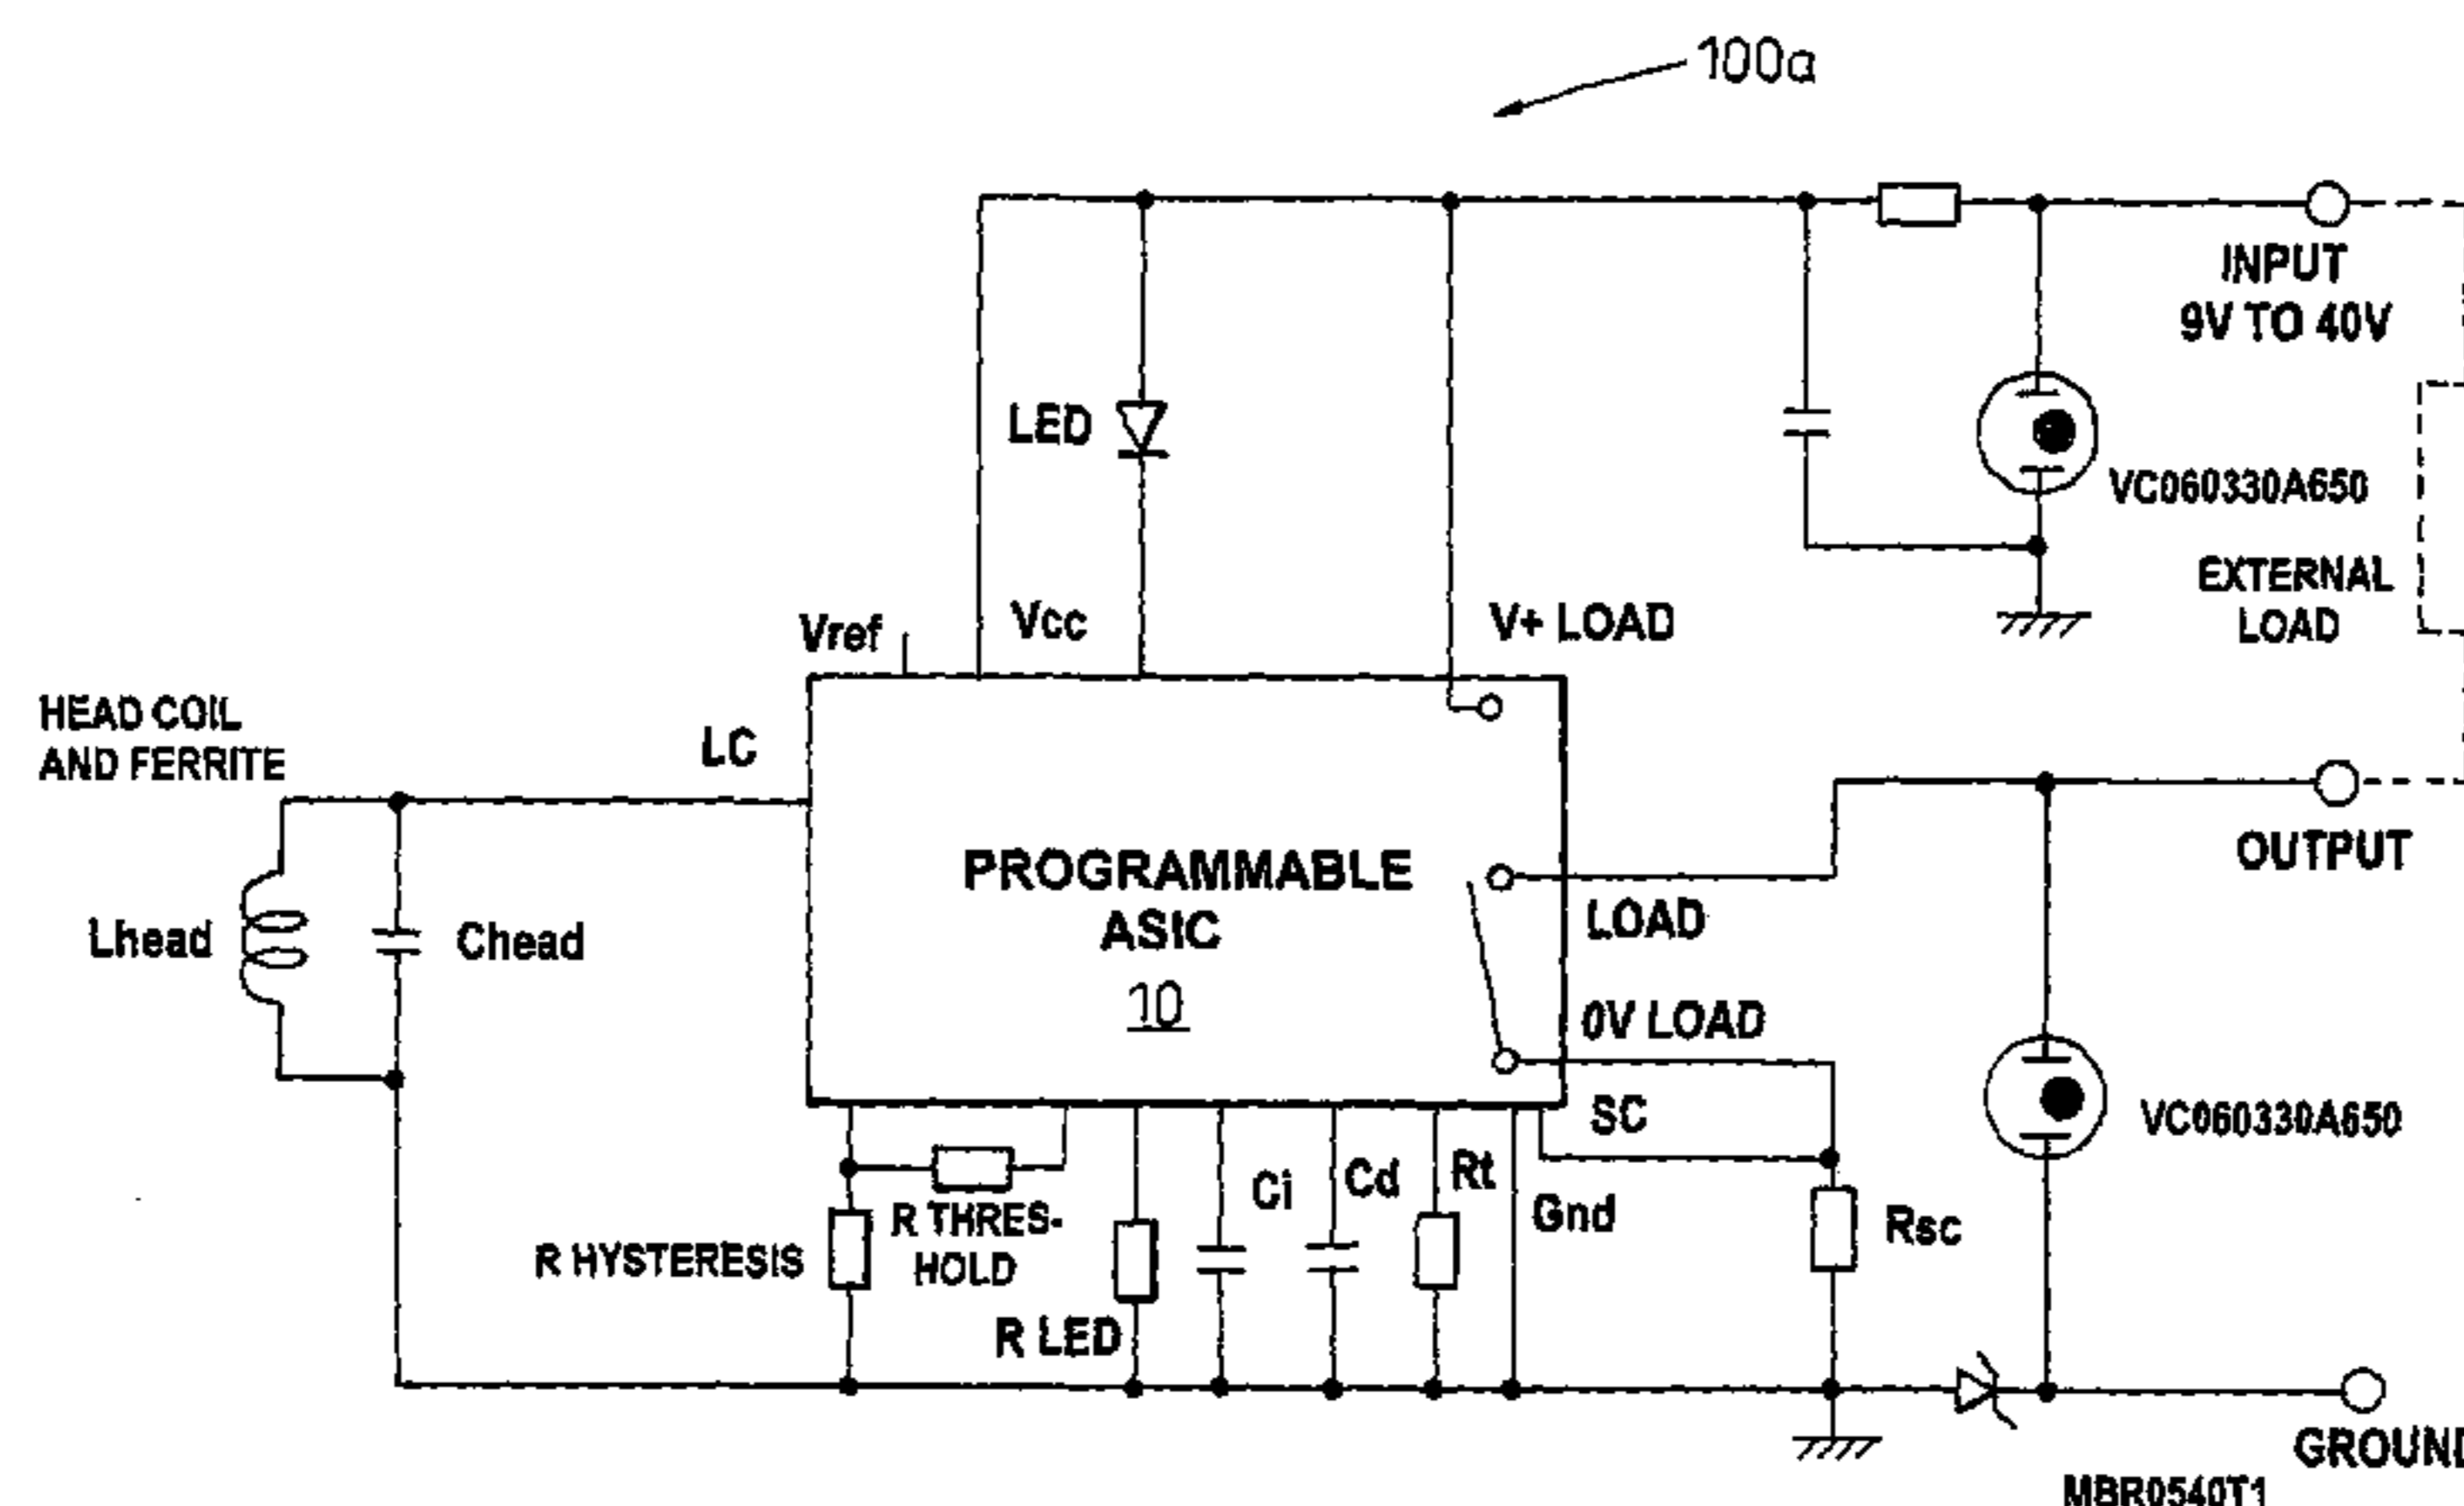 100a
INPUT
9V TO 40V
LED
VC060330A650
EXTERNAL
LOAD
Vref
Vcc
V+ LOAD
HEAD COIL
AND FERRITE
LC
PROGRAMMABLE
ASIC
10
OUTPUT
LOAD
Lhead
Chead
0V LOAD
SC
VC060330A650
Ci
Cd
Rt
Gnd
Rsc
R THRES-
HOLD
R HYSTERESIS
R LED
GROUND
MBR0540T1